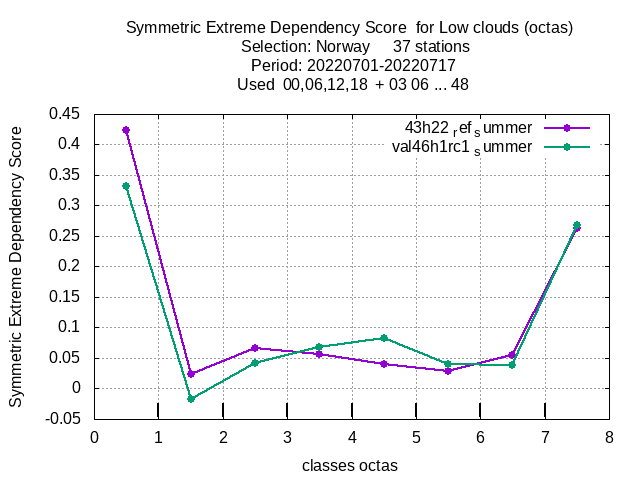 Symmetric Extreme Dependency Score  for Low clouds (octas)
Selection: Norway     37 stations
Period: 20220701-20220717
Used  00,06,12,18  + 03 06 ... 48
43h22 ref summer
val46h1rc1 summer
Symmetric Extreme Dependency Score
0.45
0.4
0.35
0.3
0.25
0.2
0.15
0.1
0.05
0
-0.05
0 1 2 3 4 5 6 7 8
classes octas